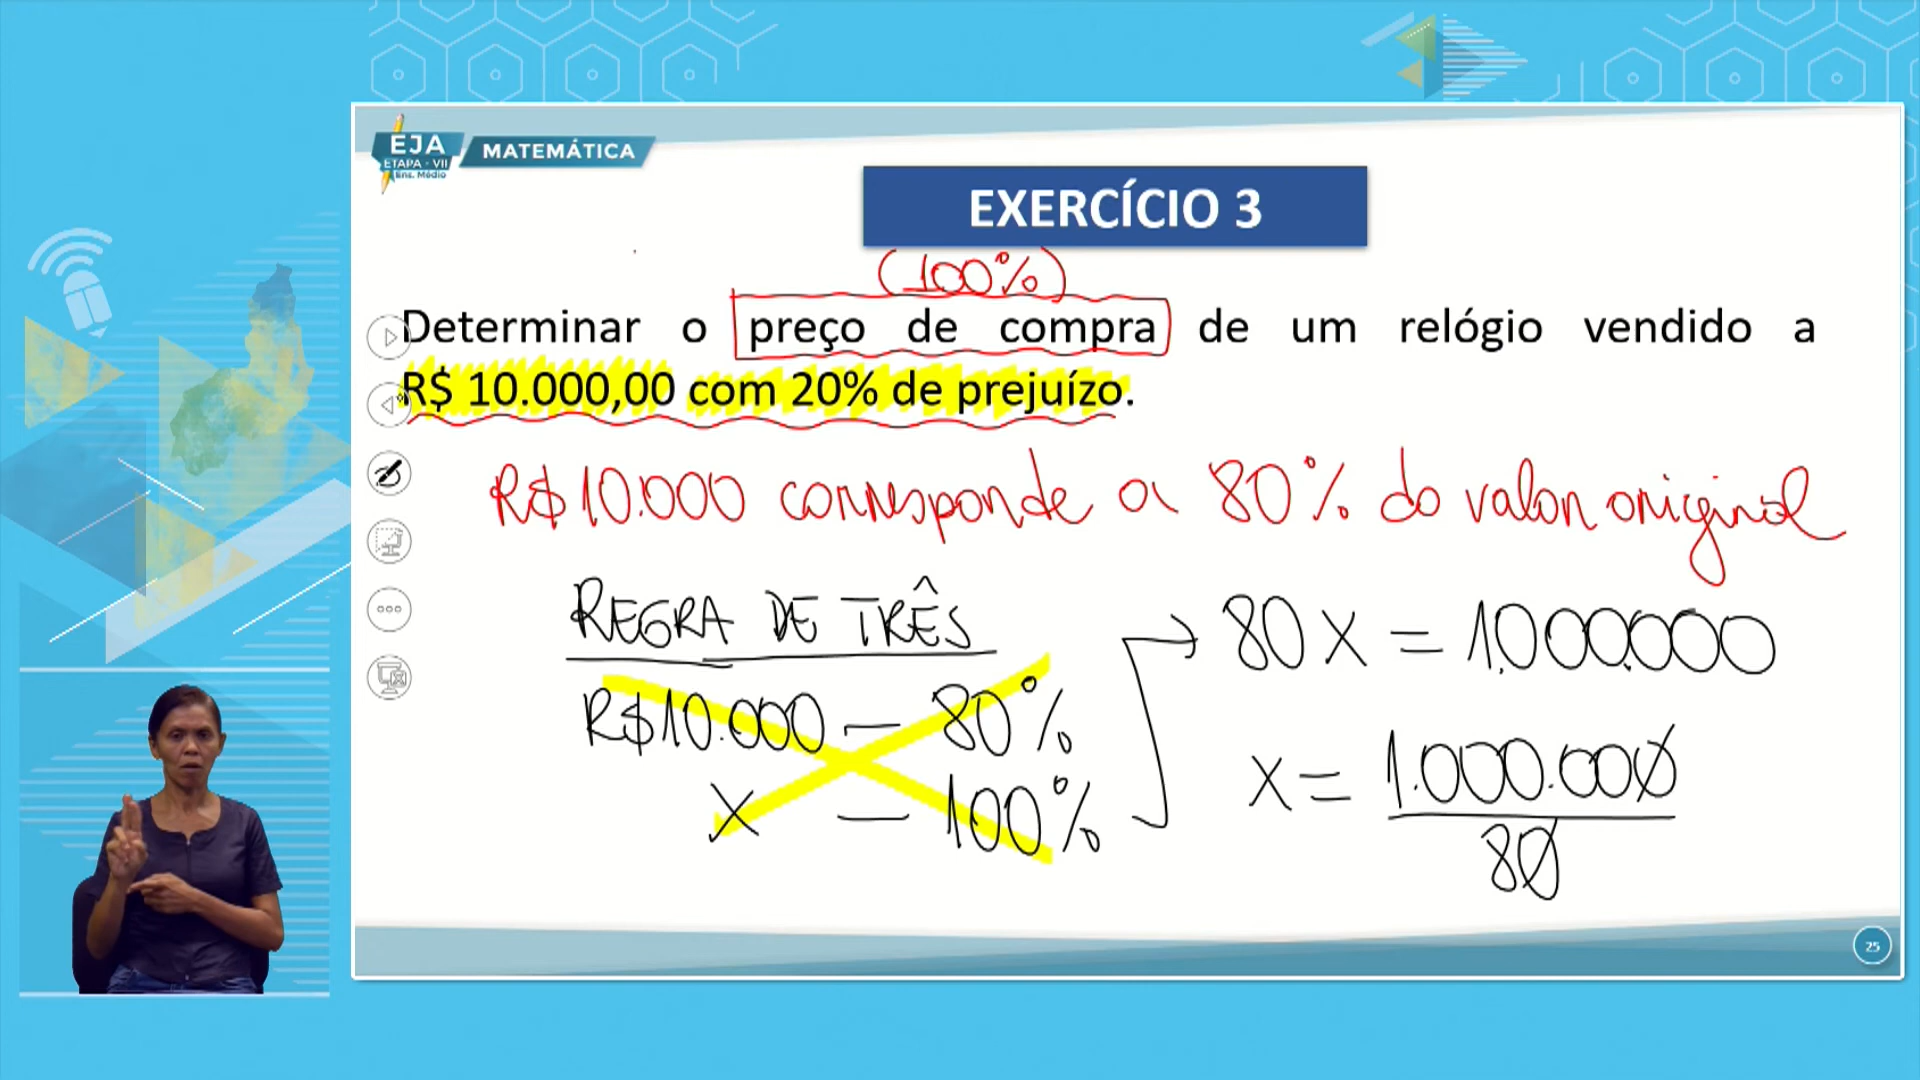 EJA
ETAPA - VII
Ens. Médio
MATEMÁTICA
EXERCÍCIO 3
(100%)
Determinar o preço de compra de um relógio vendido a
R$ 10.000,00 com 20% de prejuízo.
R$10.000 corresponde a 80% do valor original
REGRA DE TRÊS
R$10.000 — 80%
x — 100%
80x = 1.000.000
x = 1.000.000
80
25